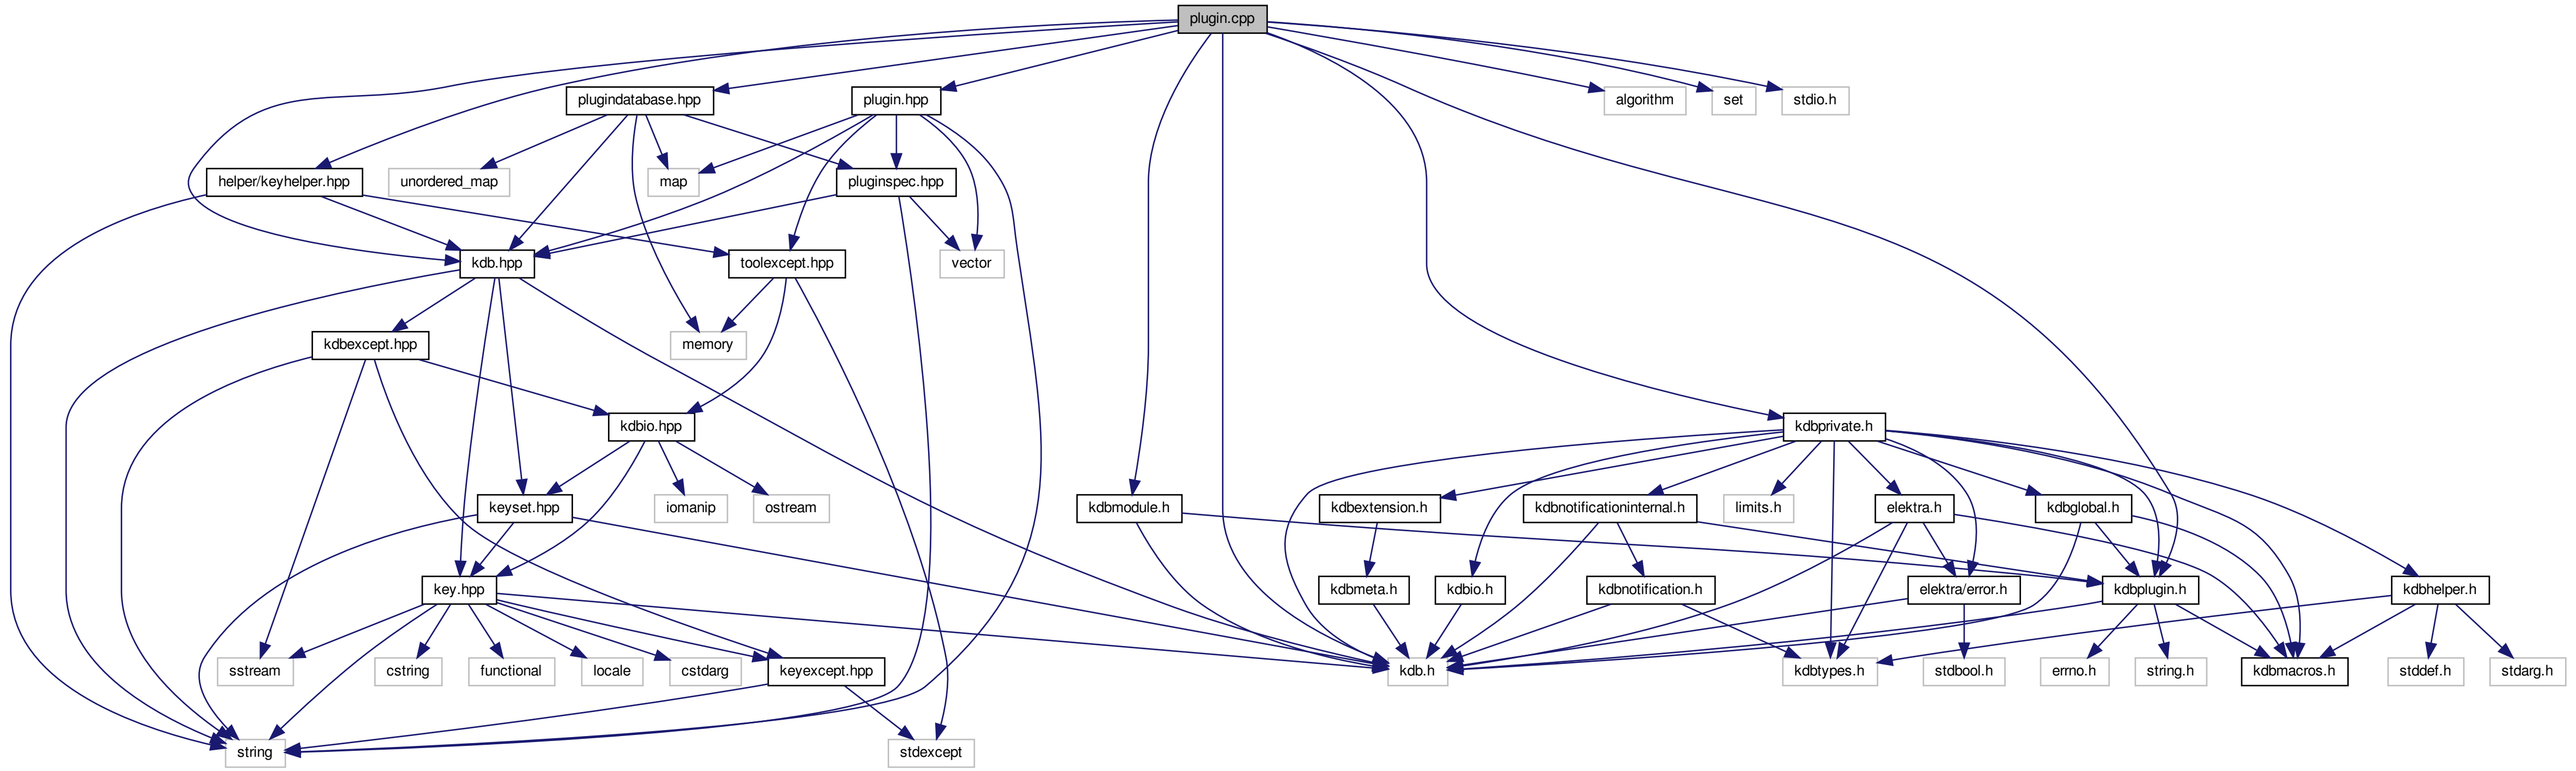 plugin.cpp
plugindatabase.hpp
plugin.hpp
algorithm
set
stdio.h
helper/keyhelper.hpp
unordered_map
map
pluginspec.hpp
kdb.hpp
toolexcept.hpp
vector
kdbexcept.hpp
memory
kdbio.hpp
kdbprivate.h
keyset.hpp
iomanip
ostream
kdbmodule.h
kdbextension.h
kdbnotificationinternal.h
limits.h
elektra.h
kdbglobal.h
key.hpp
kdbmeta.h
kdbio.h
kdbnotification.h
elektra/error.h
kdbplugin.h
kdbhelper.h
sstream
cstring
functional
locale
cstdarg
keyexcept.hpp
kdb.h
kdbtypes.h
stdbool.h
errno.h
string.h
kdbmacros.h
stddef.h
stdarg.h
string
stdexcept